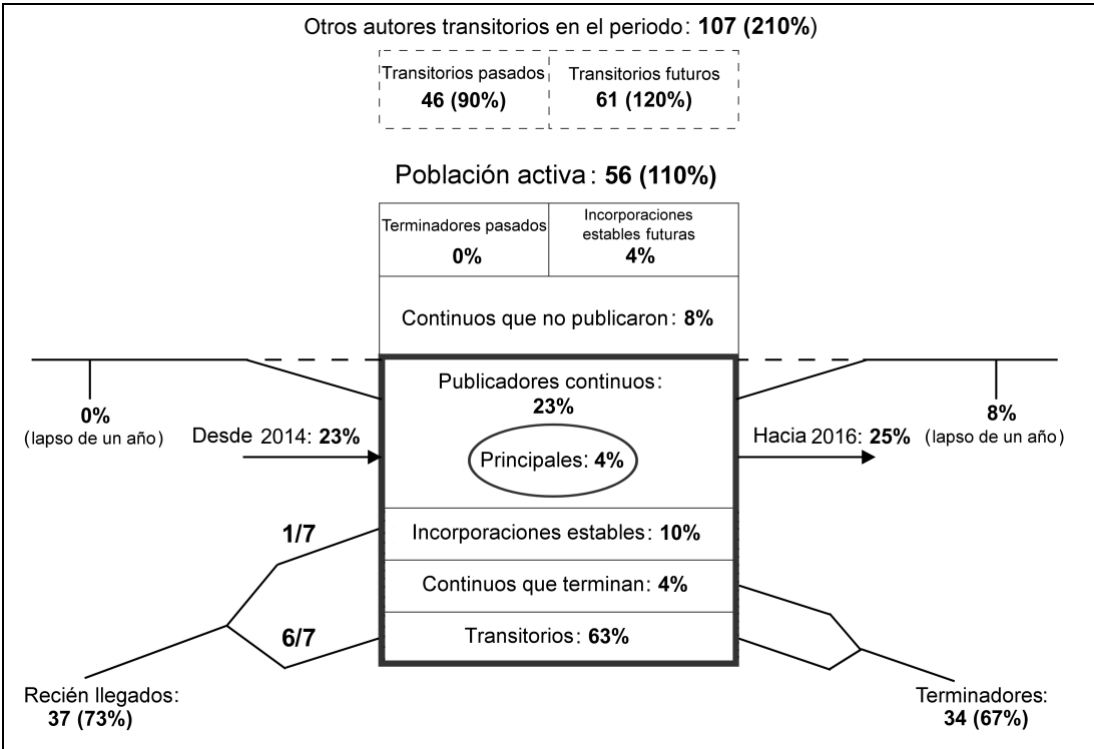 Otros autores transitorios en el periodo: 107 (210%)
Transitorios pasados
46 (90%)
Transitorios futuros
61 (120%)
Población activa: 56 (110%)
Terminadores pasados
0%
Incorporaciones
estables futuras
4%
Continuos que no publicaron: 8%
Publicadores continuos:
23%
Principales: 4%
0%
(lapso de un año)
Desde 2014: 23%
Hacia 2016: 25%
8%
(lapso de un año)
1/7
Incorporaciones estables: 10%
Continuos que terminan: 4%
6/7
Transitorios: 63%
Recién llegados:
37 (73%)
Terminadores:
34 (67%)